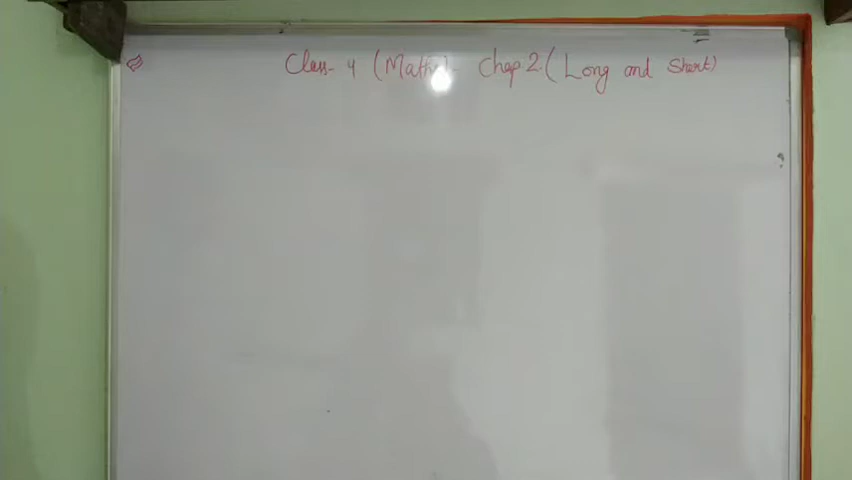 Class- 4 (Maths)- Chap 2 (Long and Short)